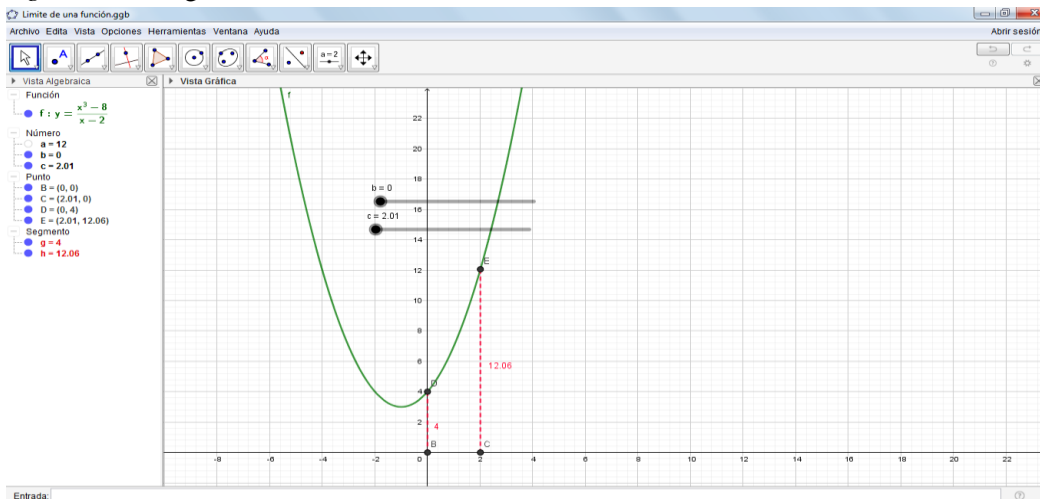 Limite de una función.ggb
Archivo Edita Vista Opciones Herramientas Ventana Ayuda
Abrir sesión
A
a=2
Vista Algebraica
Vista Gráfica
Función
f : y = x³ − 8 / x − 2
Número
a = 12
b = 0
c = 2.01
Punto
B = (0, 0)
C = (2.01, 0)
D = (0, 4)
E = (2.01, 12.06)
Segmento
g = 4
h = 12.06
f
22
20
18
16
14
12
10
8
6
4
2
b = 0
c = 2.01
E
D
12.06
4
B
C
-8 -6 -4 -2 0 2 4 6 8 10 12 14 16 18 20 22
Entrada: